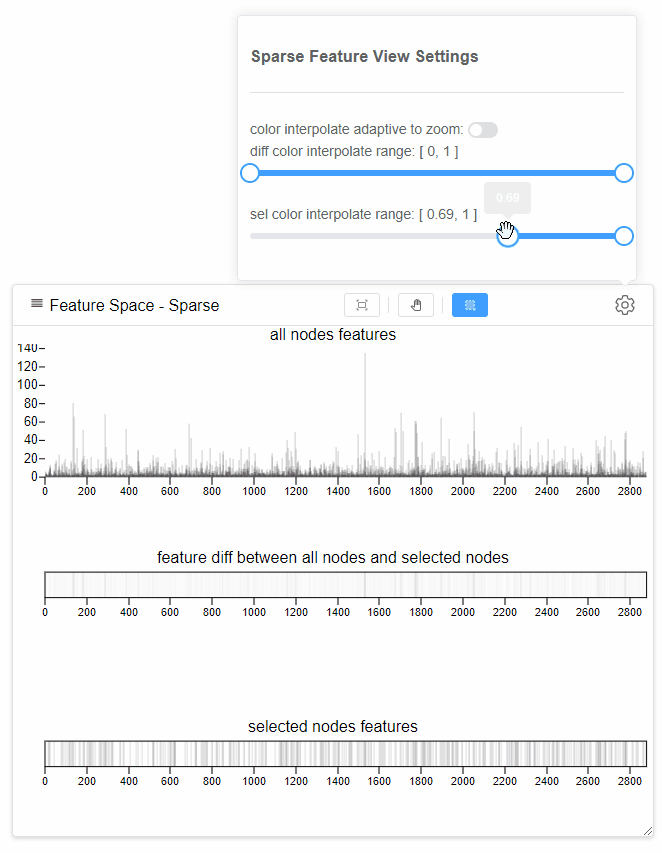 Sparse Feature View Settings
color interpolate adaptive to zoom:
diff color interpolate range: [ 0, 1 ]
0.69
sel color interpolate range: [ 0.69, 1 ]
Feature Space - Sparse
all nodes features
140
120
100
80
60
40
20
0
0 200 400 600 800 1000 1200 1400 1600 1800 2000 2200 2400 2600 2800
feature diff between all nodes and selected nodes
0 200 400 600 800 1000 1200 1400 1600 1800 2000 2200 2400 2600 2800
selected nodes features
0 200 400 600 800 1000 1200 1400 1600 1800 2000 2200 2400 2600 2800